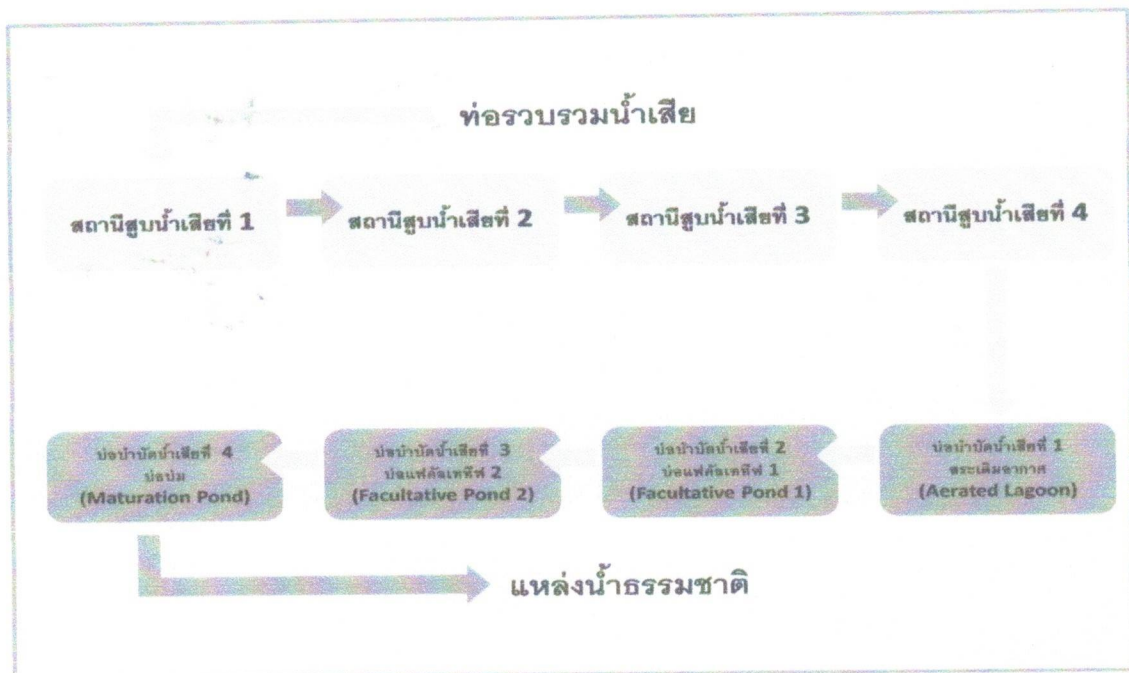 ท่อรวบรวมน้ำเสีย
สถานีสูบน้ำเสียที่ 1
สถานีสูบน้ำเสียที่ 2
สถานีสูบน้ำเสียที่ 3
สถานีสูบน้ำเสียที่ 4
บ่อบำบัดน้ำเสียที่ 4
บ่อบ่ม
(Maturation Pond)
บ่อบำบัดน้ำเสียที่ 3
บ่อแฟคัลเททีฟ 2
(Facultative Pond 2)
บ่อบำบัดน้ำเสียที่ 2
บ่อแฟคัลเททีฟ 1
(Facultative Pond 1)
บ่อบำบัดน้ำเสียที่ 1
สระเติมอากาศ
(Aerated Lagoon)
แหล่งน้ำธรรมชาติ